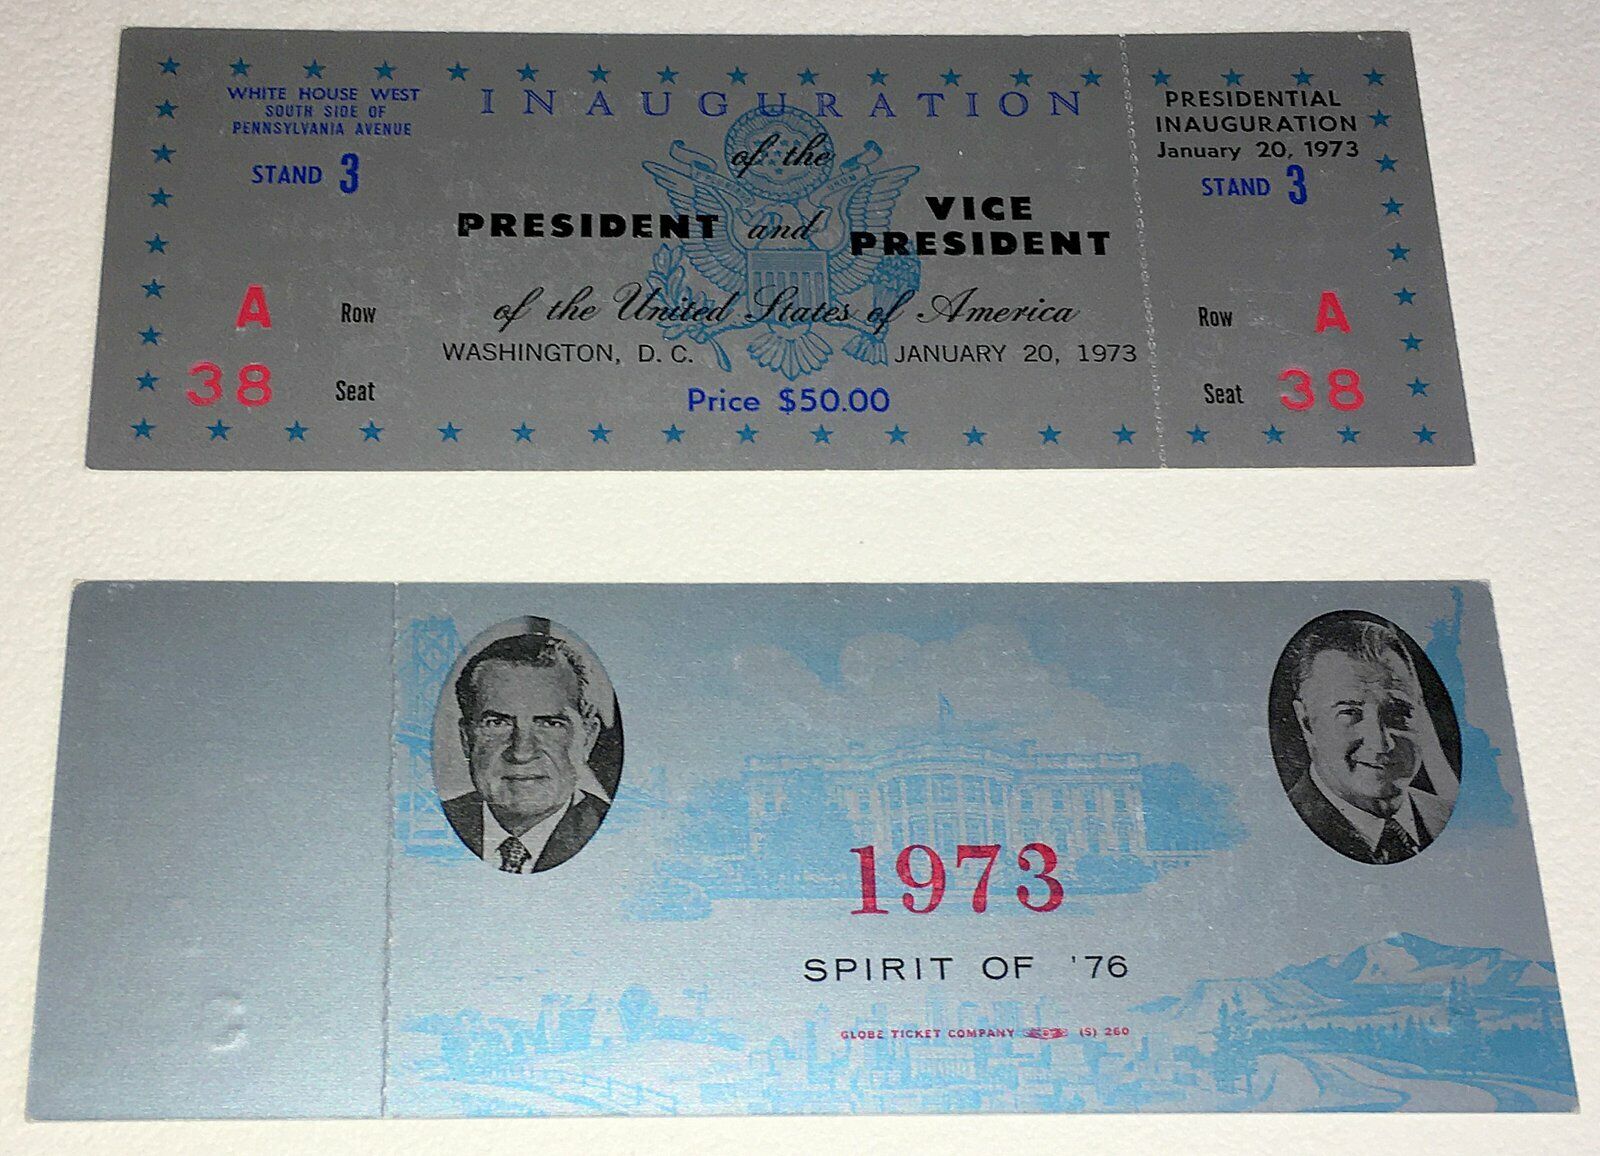 WHITE HOUSE WEST
SOUTH SIDE OF
PENNSYLVANIA AVENUE
STAND 3
A Row
38 Seat
INAUGURATION
of the
PRESIDENT and VICE PRESIDENT
of the United States of America
WASHINGTON, D. C. JANUARY 20, 1973
Price $50.00
PRESIDENTIAL
INAUGURATION
January 20, 1973
STAND 3
Row A
Seat 38
1973
SPIRIT OF '76
GLOBE TICKET COMPANY (S) 260